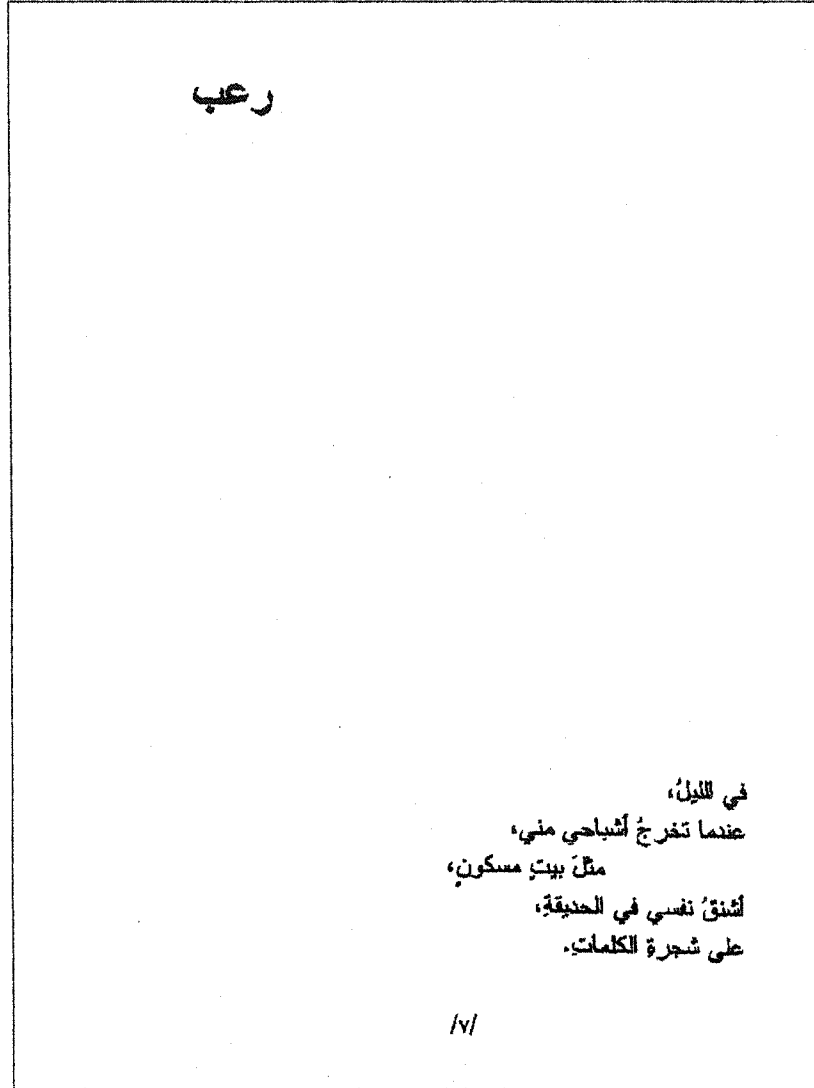 رعب
في الليلُ،
عندما تخرجُ أشباحي مني،
مثلَ بيتٍ مسكونٍ،
أشنقُ نفسي في الحديقةِ،
على شجرةِ الكلماتِ.
/٧/